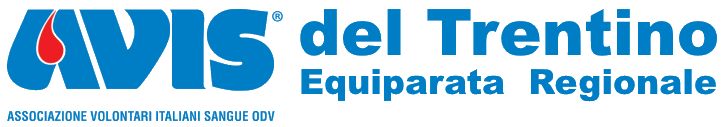 AVIS®
del Trentino
Equiparata Regionale
ASSOCIAZIONE VOLONTARI ITALIANI SANGUE ODV